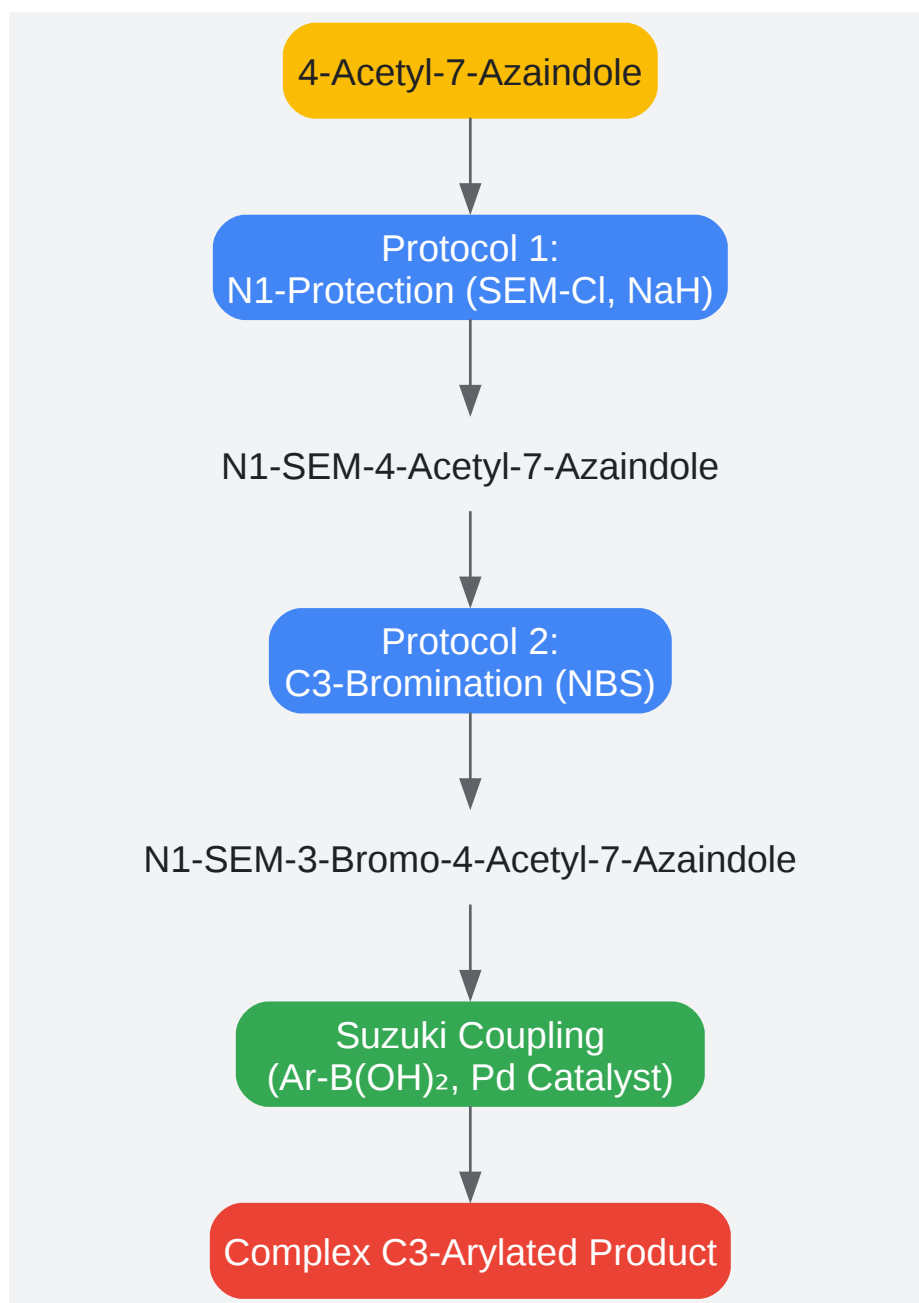 4-Acetyl-7-Azaindole
Protocol 1:
N1-Protection (SEM-Cl, NaH)
N1-SEM-4-Acetyl-7-Azaindole
Protocol 2:
C3-Bromination (NBS)
N1-SEM-3-Bromo-4-Acetyl-7-Azaindole
Suzuki Coupling
(Ar-B(OH)₂, Pd Catalyst)
Complex C3-Arylated Product